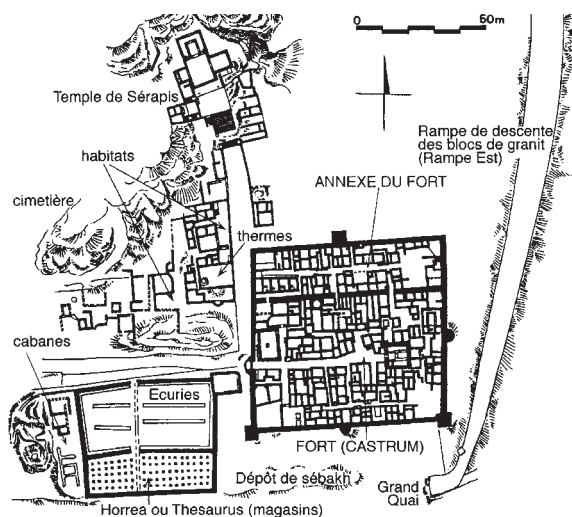 0 50m
Temple de Sérapis
Rampe de descente
des blocs de granit
(Rampe Est)
habitats
ANNEXE DU FORT
cimetière
thermes
cabanes
Ecuries
FORT (CASTRUM)
Dépôt de sébakh
Grand
Quai
Horrea ou Thesaurus (magasins)